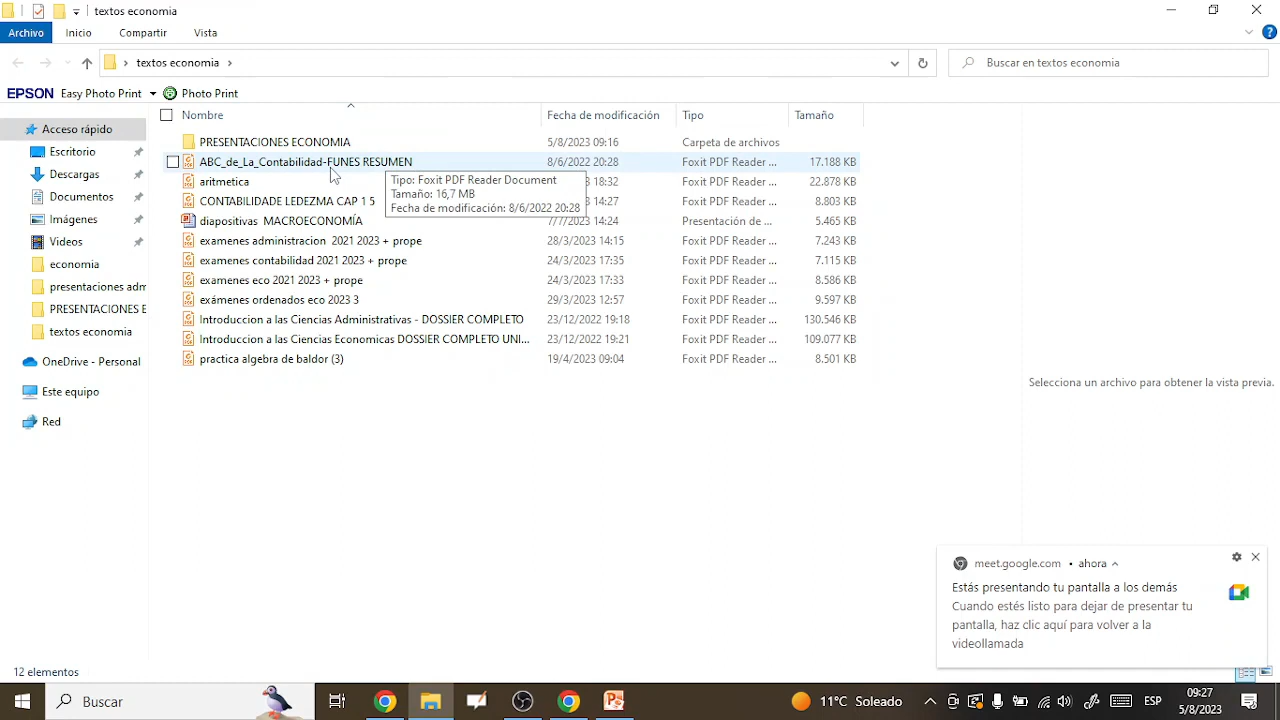 textos economia
Archivo Inicio Compartir Vista
textos economia
Buscar en textos economia
EPSON Easy Photo Print Photo Print
Nombre Fecha de modificación Tipo Tamaño
Acceso rápido
Escritorio
Descargas
Documentos
Imágenes
Videos
economia
presentaciones adm
PRESENTACIONES E
textos economia
OneDrive - Personal
Este equipo
Red
PRESENTACIONES ECONOMIA 5/8/2023 09:16 Carpeta de archivos
ABC_de_La_Contabilidad-FUNES RESUMEN 8/6/2022 20:28 Foxit PDF Reader ... 17.188 KB
aritmetica 18:32 Foxit PDF Reader ... 22.878 KB
CONTABILIDADE LEDEZMA CAP 1 5 14:27 Foxit PDF Reader ... 8.803 KB
diapositivas MACROECONOMÍA 7/7/2023 14:24 Presentación de ... 5.465 KB
examenes administracion 2021 2023 + prope 28/3/2023 14:15 Foxit PDF Reader ... 7.243 KB
examenes contabilidad 2021 2023 + prope 24/3/2023 17:35 Foxit PDF Reader ... 7.115 KB
examenes eco 2021 2023 + prope 24/3/2023 17:33 Foxit PDF Reader ... 8.586 KB
exámenes ordenados eco 2023 3 29/3/2023 12:57 Foxit PDF Reader ... 9.597 KB
Introduccion a las Ciencias Administrativas - DOSSIER COMPLETO 23/12/2022 19:18 Foxit PDF Reader ... 130.546 KB
Introduccion a las Ciencias Economicas DOSSIER COMPLETO UNI... 23/12/2022 19:21 Foxit PDF Reader ... 109.077 KB
practica algebra de baldor (3) 19/4/2023 09:04 Foxit PDF Reader ... 8.501 KB
Tipo: Foxit PDF Reader Document
Tamaño: 16,7 MB
Fecha de modificación: 8/6/2022 20:28
Selecciona un archivo para obtener la vista previa.
meet.google.com • ahora
Estás presentando tu pantalla a los demás
Cuando estés listo para dejar de presentar tu
pantalla, haz clic aquí para volver a la
videollamada
12 elementos
Buscar
11°C Soleado
ESP
09:27
5/8/2023